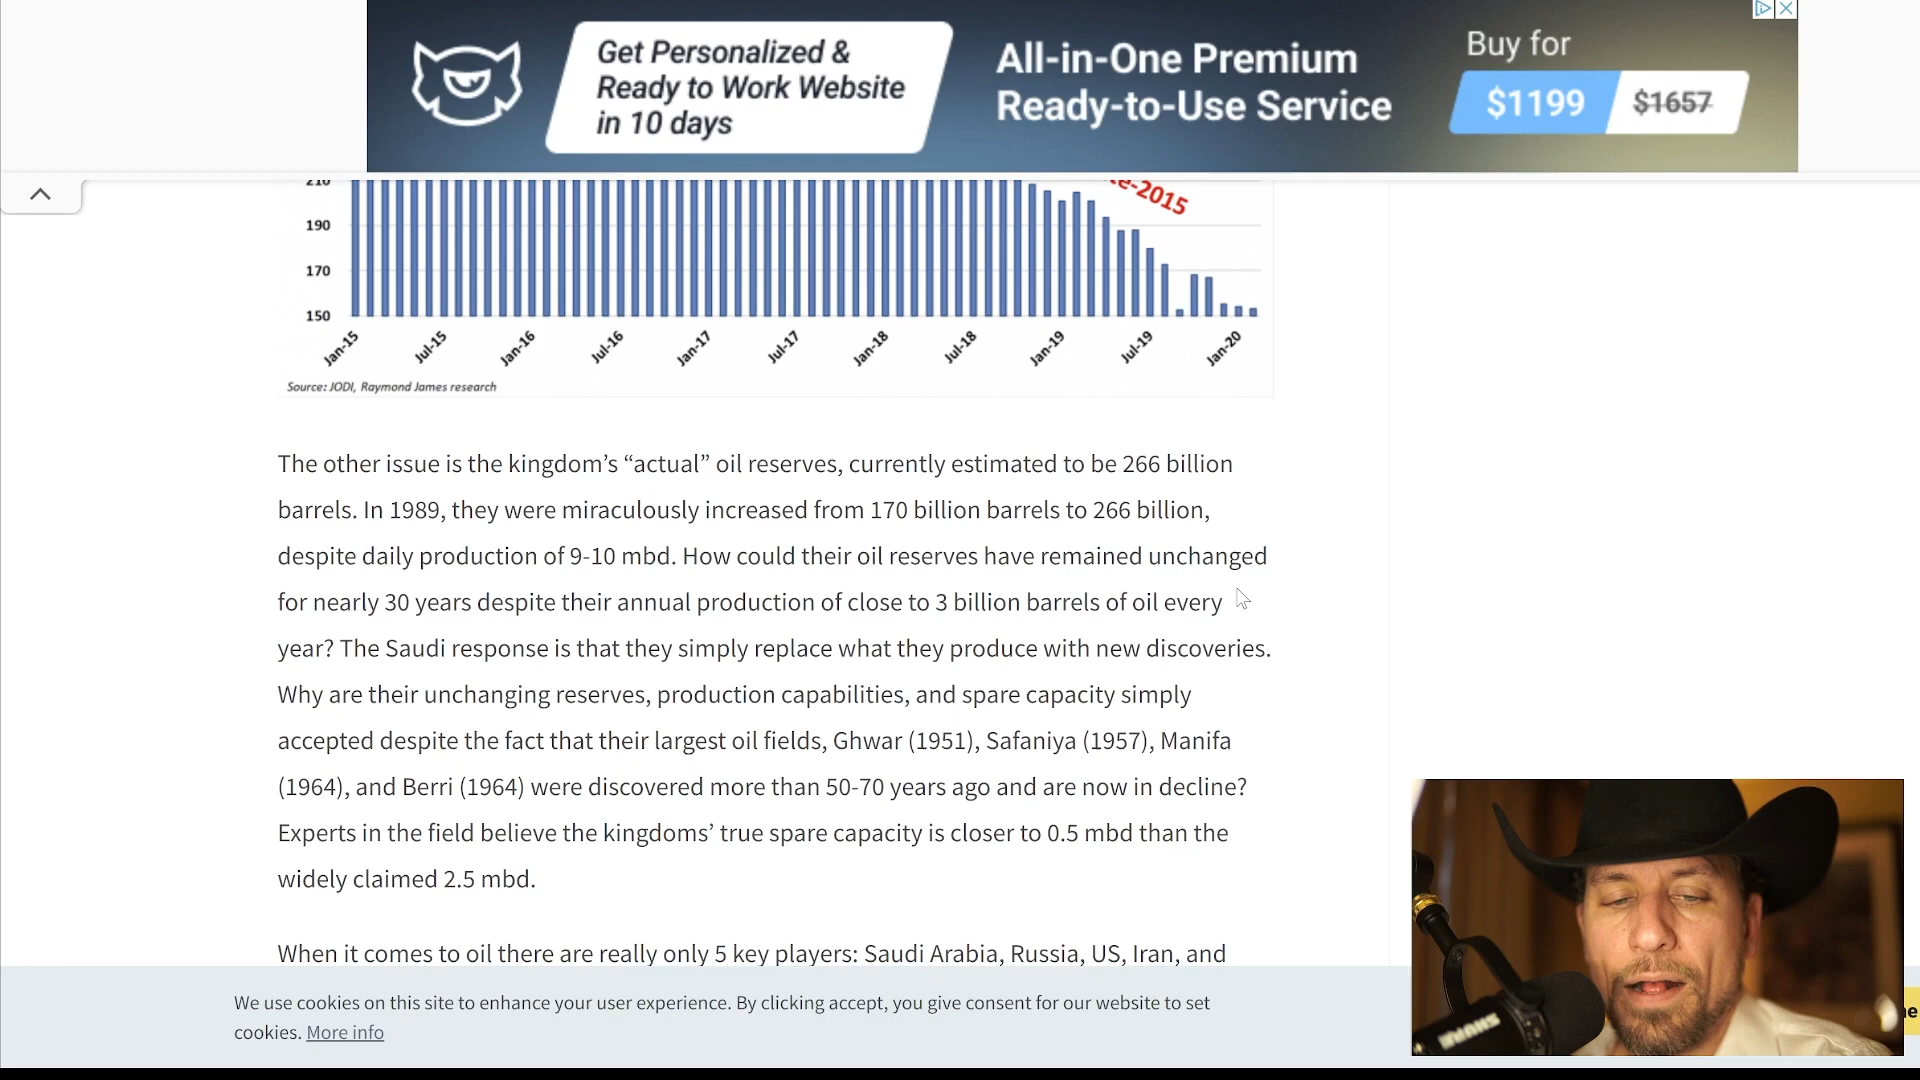 Get Personalized &
Ready to Work Website
in 10 days
All-in-One Premium
Ready-to-Use Service
Buy for
$1199 $1657
210
190
170
150
-2015
Jan-15 Jul-15 Jan-16 Jul-16 Jan-17 Jul-17 Jan-18 Jul-18 Jan-19 Jul-19 Jan-20
Source: JODI, Raymond James research
The other issue is the kingdom’s “actual” oil reserves, currently estimated to be 266 billion
barrels. In 1989, they were miraculously increased from 170 billion barrels to 266 billion,
despite daily production of 9-10 mbd. How could their oil reserves have remained unchanged
for nearly 30 years despite their annual production of close to 3 billion barrels of oil every
year? The Saudi response is that they simply replace what they produce with new discoveries.
Why are their unchanging reserves, production capabilities, and spare capacity simply
accepted despite the fact that their largest oil fields, Ghwar (1951), Safaniya (1957), Manifa
(1964), and Berri (1964) were discovered more than 50-70 years ago and are now in decline?
Experts in the field believe the kingdoms’ true spare capacity is closer to 0.5 mbd than the
widely claimed 2.5 mbd.
When it comes to oil there are really only 5 key players: Saudi Arabia, Russia, US, Iran, and
We use cookies on this site to enhance your user experience. By clicking accept, you give consent for our website to set
cookies. More info
SHURE